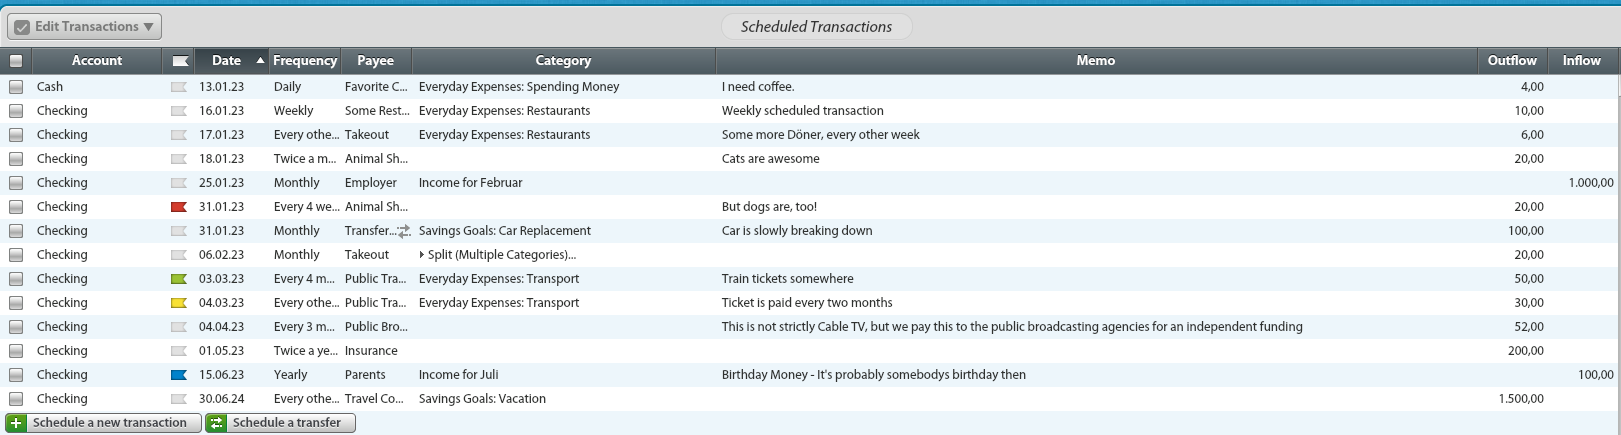 Edit Transactions
Scheduled Transactions
Account Date Frequency Payee Category Memo Outflow Inflow
Cash 13.01.23 Daily Favorite C... Everyday Expenses: Spending Money I need coffee. 4,00
Checking 16.01.23 Weekly Some Rest... Everyday Expenses: Restaurants Weekly scheduled transaction 10,00
Checking 17.01.23 Every othe... Takeout Everyday Expenses: Restaurants Some more Döner, every other week 6,00
Checking 18.01.23 Twice a m... Animal Sh... Cats are awesome 20,00
Checking 25.01.23 Monthly Employer Income for Februar 1.000,00
Checking 31.01.23 Every 4 we... Animal Sh... But dogs are, too! 20,00
Checking 31.01.23 Monthly Transfer... Savings Goals: Car Replacement Car is slowly breaking down 100,00
Checking 06.02.23 Monthly Takeout Split (Multiple Categories)... 20,00
Checking 03.03.23 Every 4 m... Public Tra... Everyday Expenses: Transport Train tickets somewhere 50,00
Checking 04.03.23 Every othe... Public Tra... Everyday Expenses: Transport Ticket is paid every two months 30,00
Checking 04.04.23 Every 3 m... Public Bro... This is not strictly Cable TV, but we pay this to the public broadcasting agencies for an independent funding 52,00
Checking 01.05.23 Twice a ye... Insurance 200,00
Checking 15.06.23 Yearly Parents Income for Juli Birthday Money - It's probably somebodys birthday then 100,00
Checking 30.06.24 Every othe... Travel Co... Savings Goals: Vacation 1.500,00
Schedule a new transaction Schedule a transfer